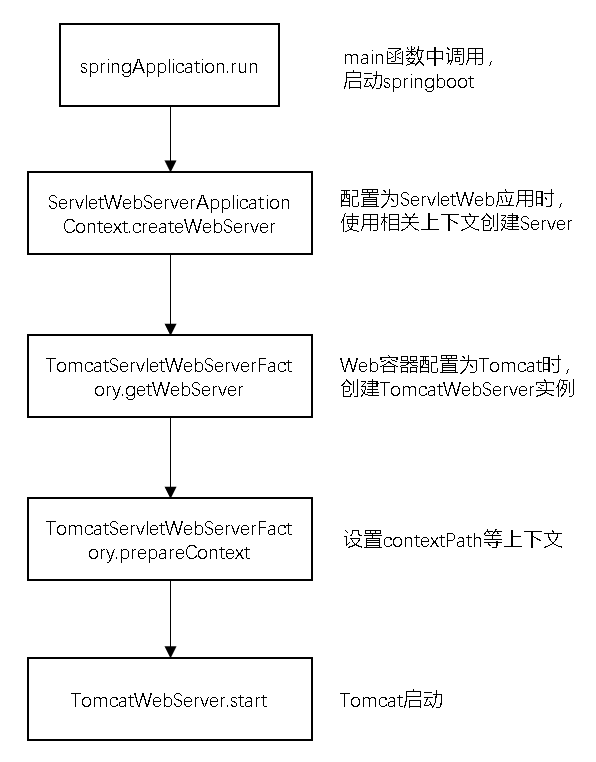 springApplication.run
main函数中调用，
启动springboot
ServletWebServerApplication
Context.createWebServer
配置为ServletWeb应用时，
使用相关上下文创建Server
TomcatServletWebServerFact
ory.getWebServer
Web容器配置为Tomcat时，
创建TomcatWebServer实例
TomcatServletWebServerFact
ory.prepareContext
设置contextPath等上下文
TomcatWebServer.start
Tomcat启动